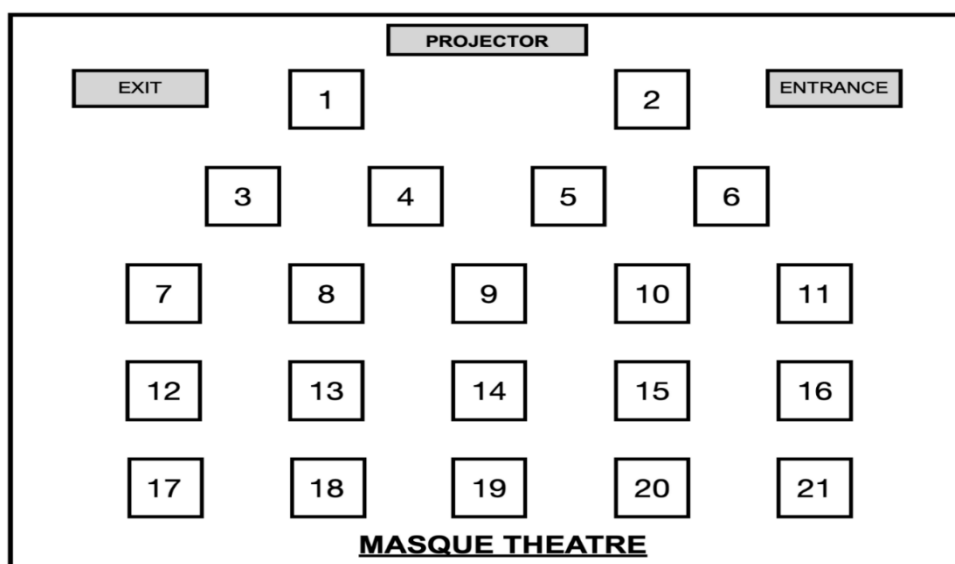 PROJECTOR
EXIT 1 2 ENTRANCE
3 4 5 6
7 8 9 10 11
12 13 14 15 16
17 18 19 20 21
MASQUE THEATRE